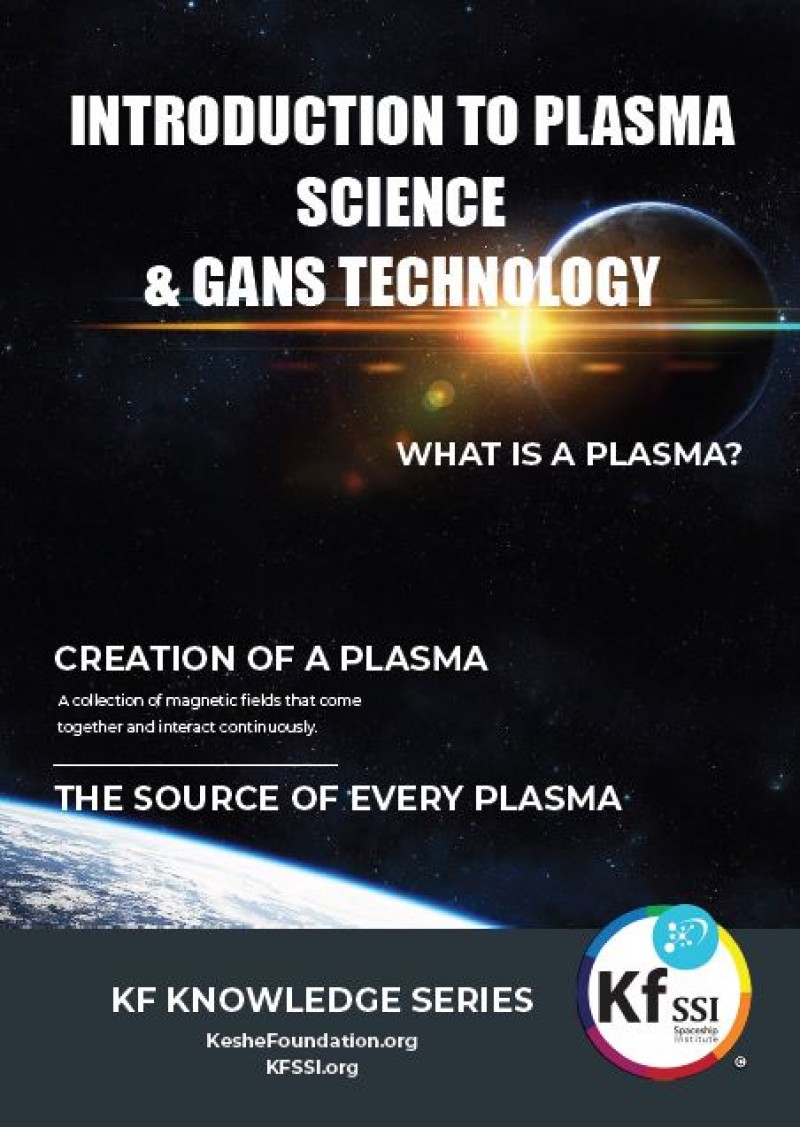 INTRODUCTION TO PLASMA
SCIENCE
& GANS TECHNOLOGY
WHAT IS A PLASMA?
CREATION OF A PLASMA
A collection of magnetic fields that come
together and interact continuously.
THE SOURCE OF EVERY PLASMA
KF KNOWLEDGE SERIES
KesheFoundation.org
KFSSI.org
Kf SSI
Spaceship
Institute
®